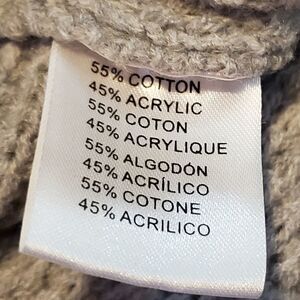 55% COTTON
45% ACRYLIC
55% COTON
45% ACRYLIQUE
55% ALGODÓN
45% ACRÍLICO
55% COTONE
45% ACRILICO